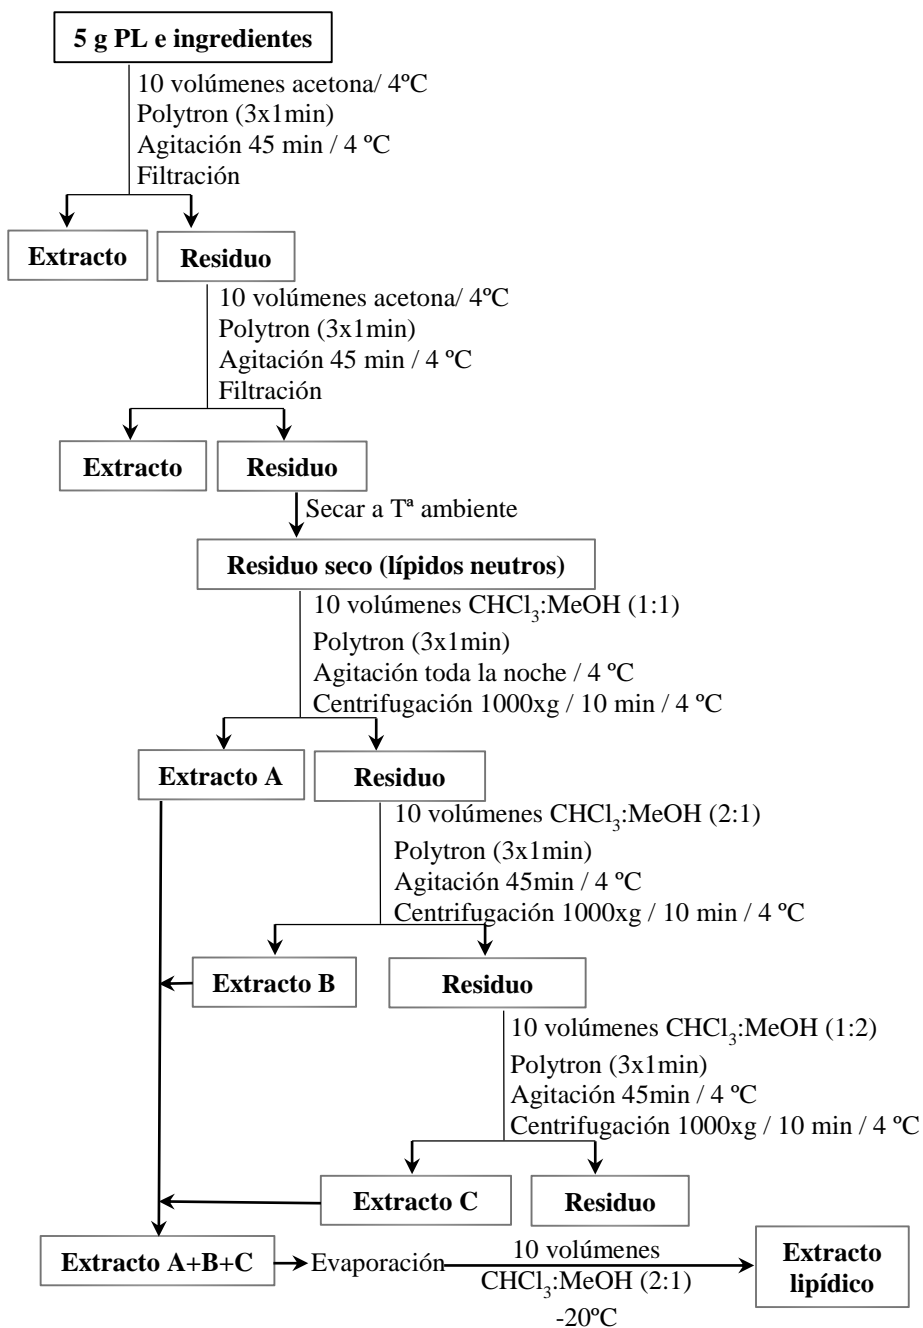 5 g PL e ingredientes
10 volúmenes acetona/ 4ºC
Polytron (3x1min)
Agitación 45 min / 4 ºC
Filtración
Extracto
Residuo
10 volúmenes acetona/ 4ºC
Polytron (3x1min)
Agitación 45 min / 4 ºC
Filtración
Extracto
Residuo
Secar a Tª ambiente
Residuo seco (lípidos neutros)
10 volúmenes CHCl₃:MeOH (1:1)
Polytron (3x1min)
Agitación toda la noche / 4 ºC
Centrifugación 1000xg / 10 min / 4 ºC
Extracto A
Residuo
10 volúmenes CHCl₃:MeOH (2:1)
Polytron (3x1min)
Agitación 45min / 4 ºC
Centrifugación 1000xg / 10 min / 4 ºC
Extracto B
Residuo
10 volúmenes CHCl₃:MeOH (1:2)
Polytron (3x1min)
Agitación 45min / 4 ºC
Centrifugación 1000xg / 10 min / 4 ºC
Extracto C
Residuo
Extracto A+B+C
Evaporación
10 volúmenes
CHCl₃:MeOH (2:1)
-20ºC
Extracto
lipídico